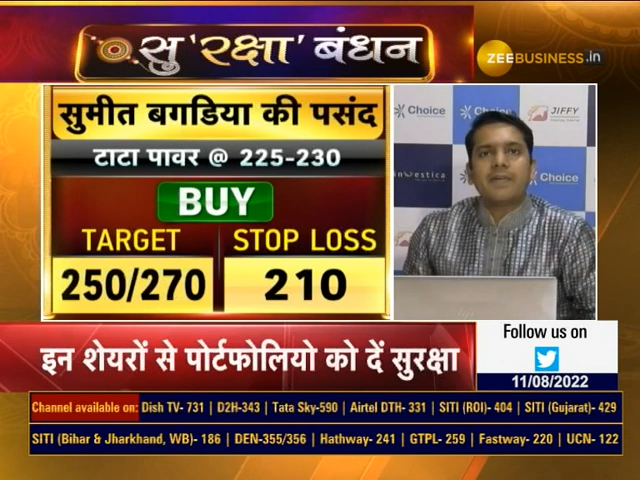 सु 'रक्षा' बंधन
ZEEBUSINESS.in
सुमीत बगडिया की पसंद
टाटा पावर @ 225-230
BUY
TARGET
STOP LOSS
250/270
210
Choice
Choice
JIFFY
investica
Choice
इन शेयरों से पोर्टफोलियो को दें सुरक्षा
Follow us on
11/08/2022
Channel available on: Dish TV- 731 | D2H-343 | Tata Sky-590 | Airtel DTH- 331 | SITI (ROI)- 404 | SITI (Gujarat)- 429
SITI (Bihar & Jharkhand, WB)- 186 | DEN-355/356 | Hathway- 241 | GTPL- 259 | Fastway- 220 | UCN- 122